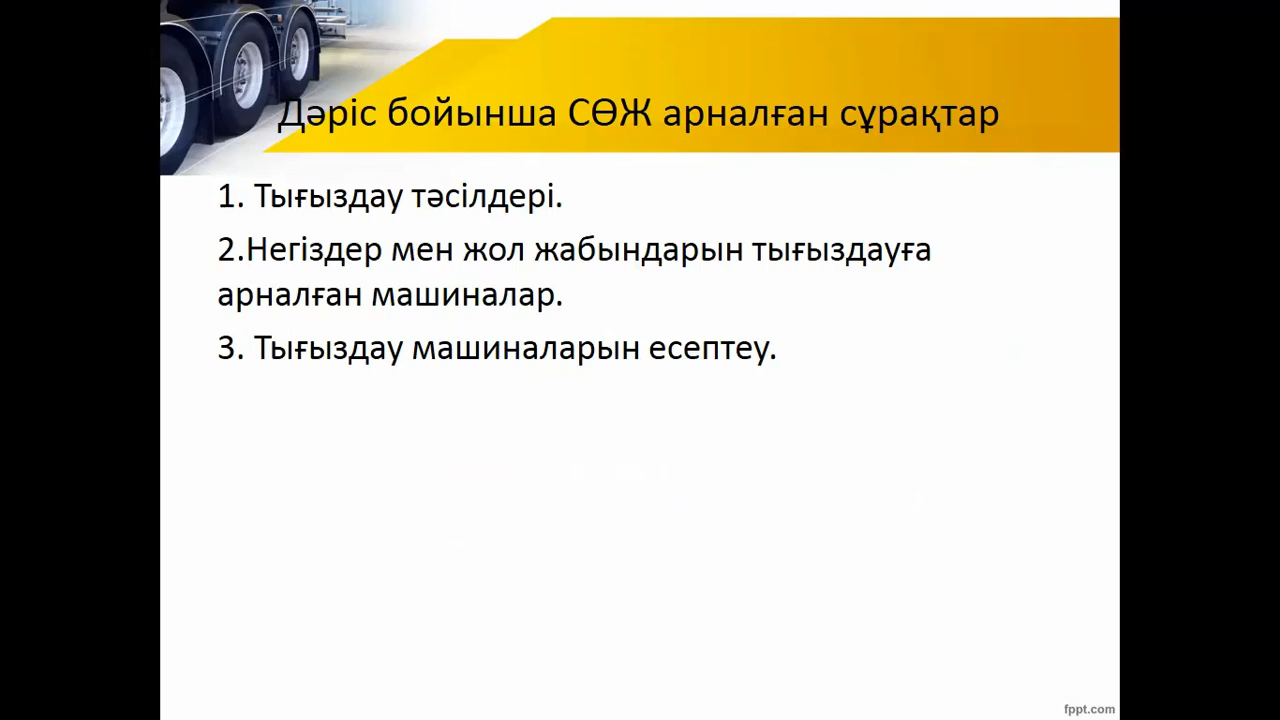 Дәріс бойынша СӨЖ арналған сұрақтар
1. Тығыздау тәсілдері.
2.Негіздер мен жол жабындарын тығыздауға
арналған машиналар.
3. Тығыздау машиналарын есептеу.
fppt.com